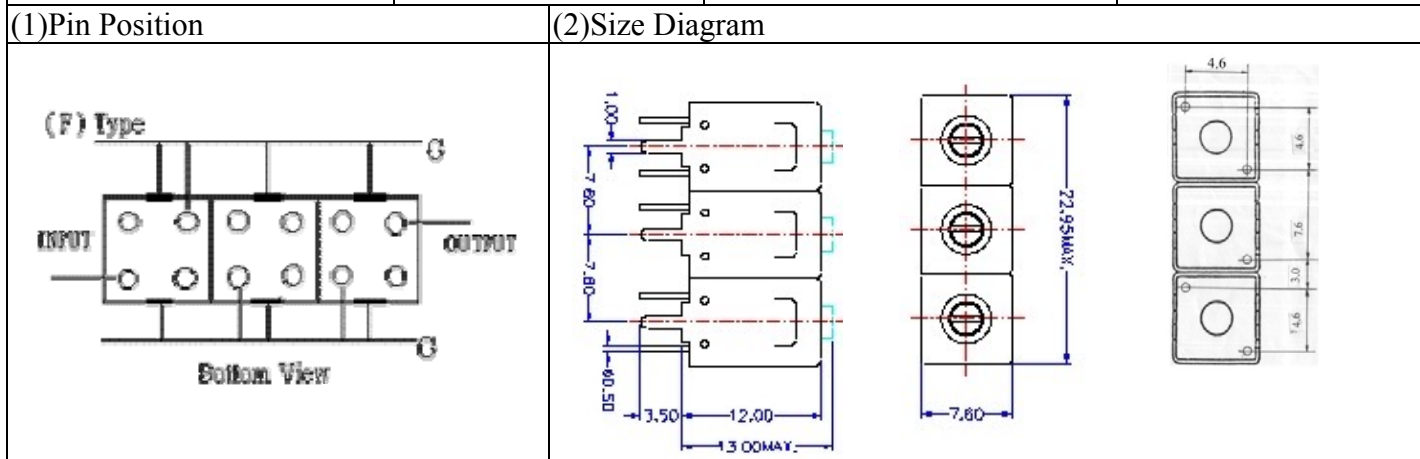 (1)Pin Position
(2)Size Diagram
(F) Type
G
INPUT
OUTPUT
G
Bottom View
1.00
7.60
7.60
Ø0.50
3.50
12.00
13.00MAX.
22.95MAX.
7.60
4.6
4.6
7.6
3.0
4.6